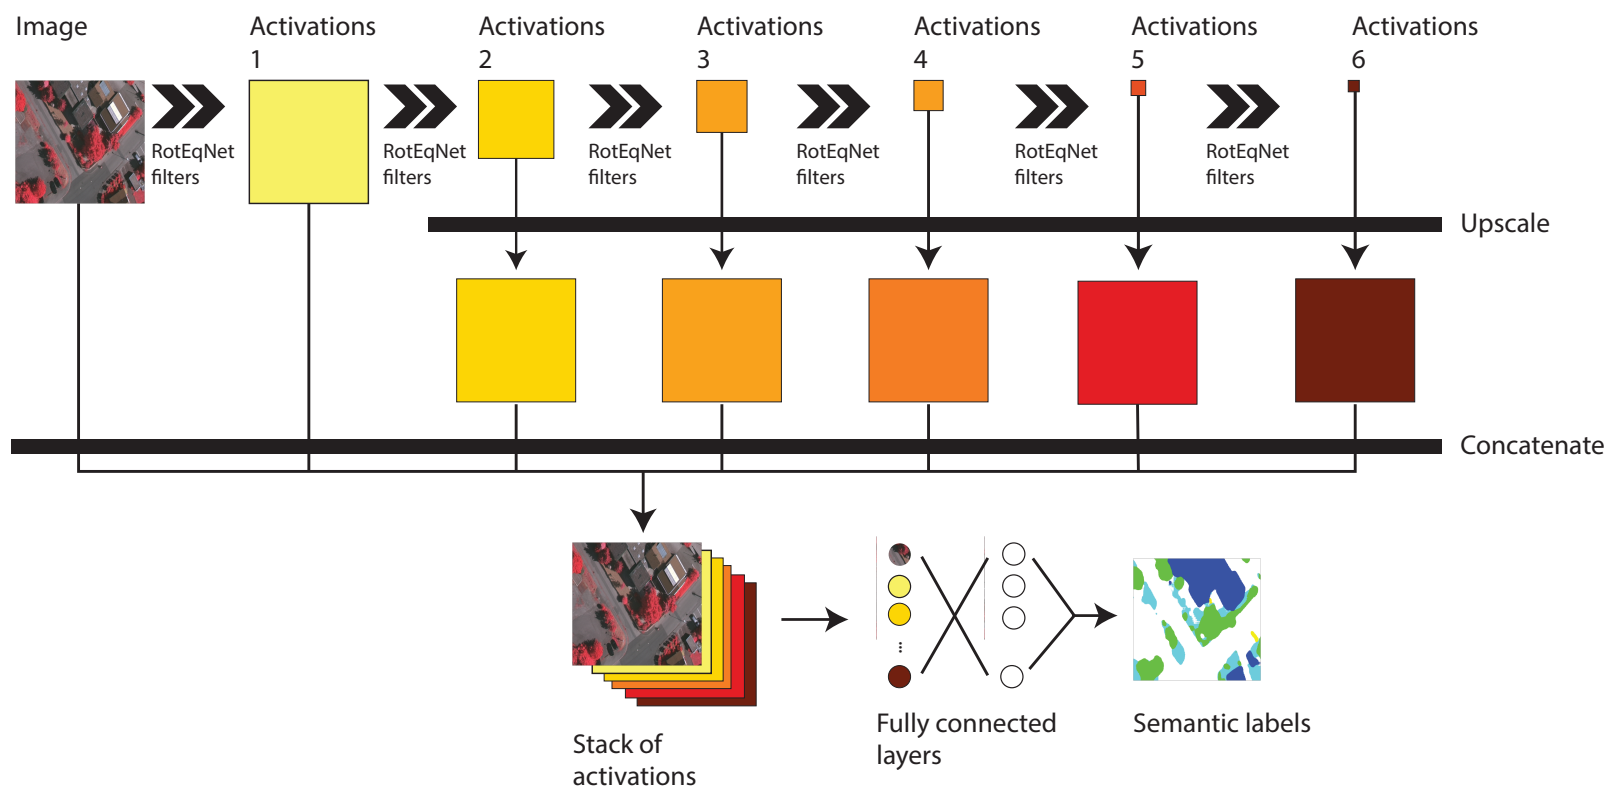 Image
Activations
1
Activations
2
Activations
3
Activations
4
Activations
5
Activations
6
RotEqNet
filters
RotEqNet
filters
RotEqNet
filters
RotEqNet
filters
RotEqNet
filters
RotEqNet
filters
Upscale
Concatenate
...
Stack of
activations
Fully connected
layers
Semantic labels